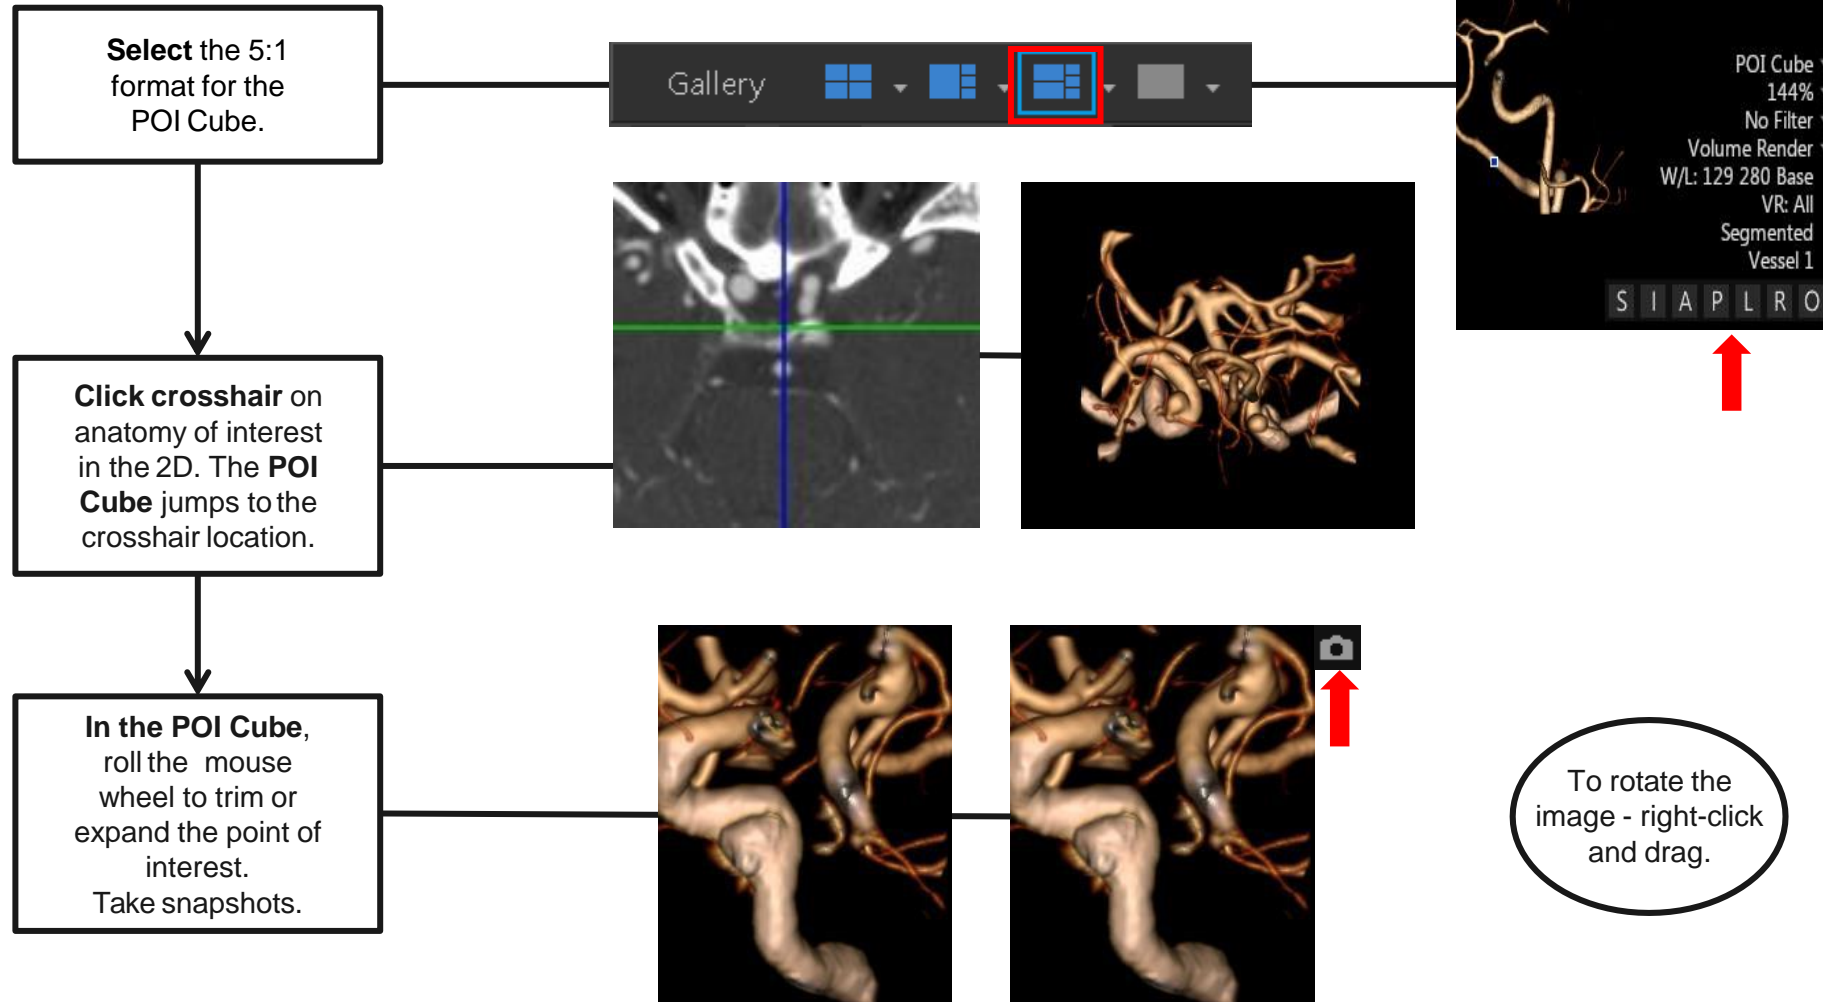 Select the 5:1
format for the
POI Cube.
Gallery
POI Cube
144%
No Filter
Volume Render
W/L: 129 280 Base
VR: All
Segmented
Vessel 1
S I A P L R O
Click crosshair on
anatomy of interest
in the 2D. The POI
Cube jumps to the
crosshair location.
In the POI Cube,
roll the mouse
wheel to trim or
expand the point of
interest.
Take snapshots.
To rotate the
image - right-click
and drag.